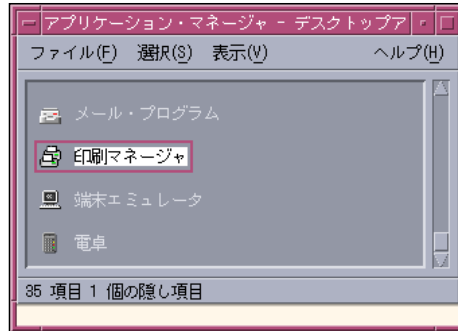 アプリケーション・マネージャ - デスクトップア
ファイル(F) 選択(S) 表示(V) ヘルプ(H)
メール・プログラム
印刷マネージャ
端末エミュレータ
電卓
35 項目 1 個の隠し項目